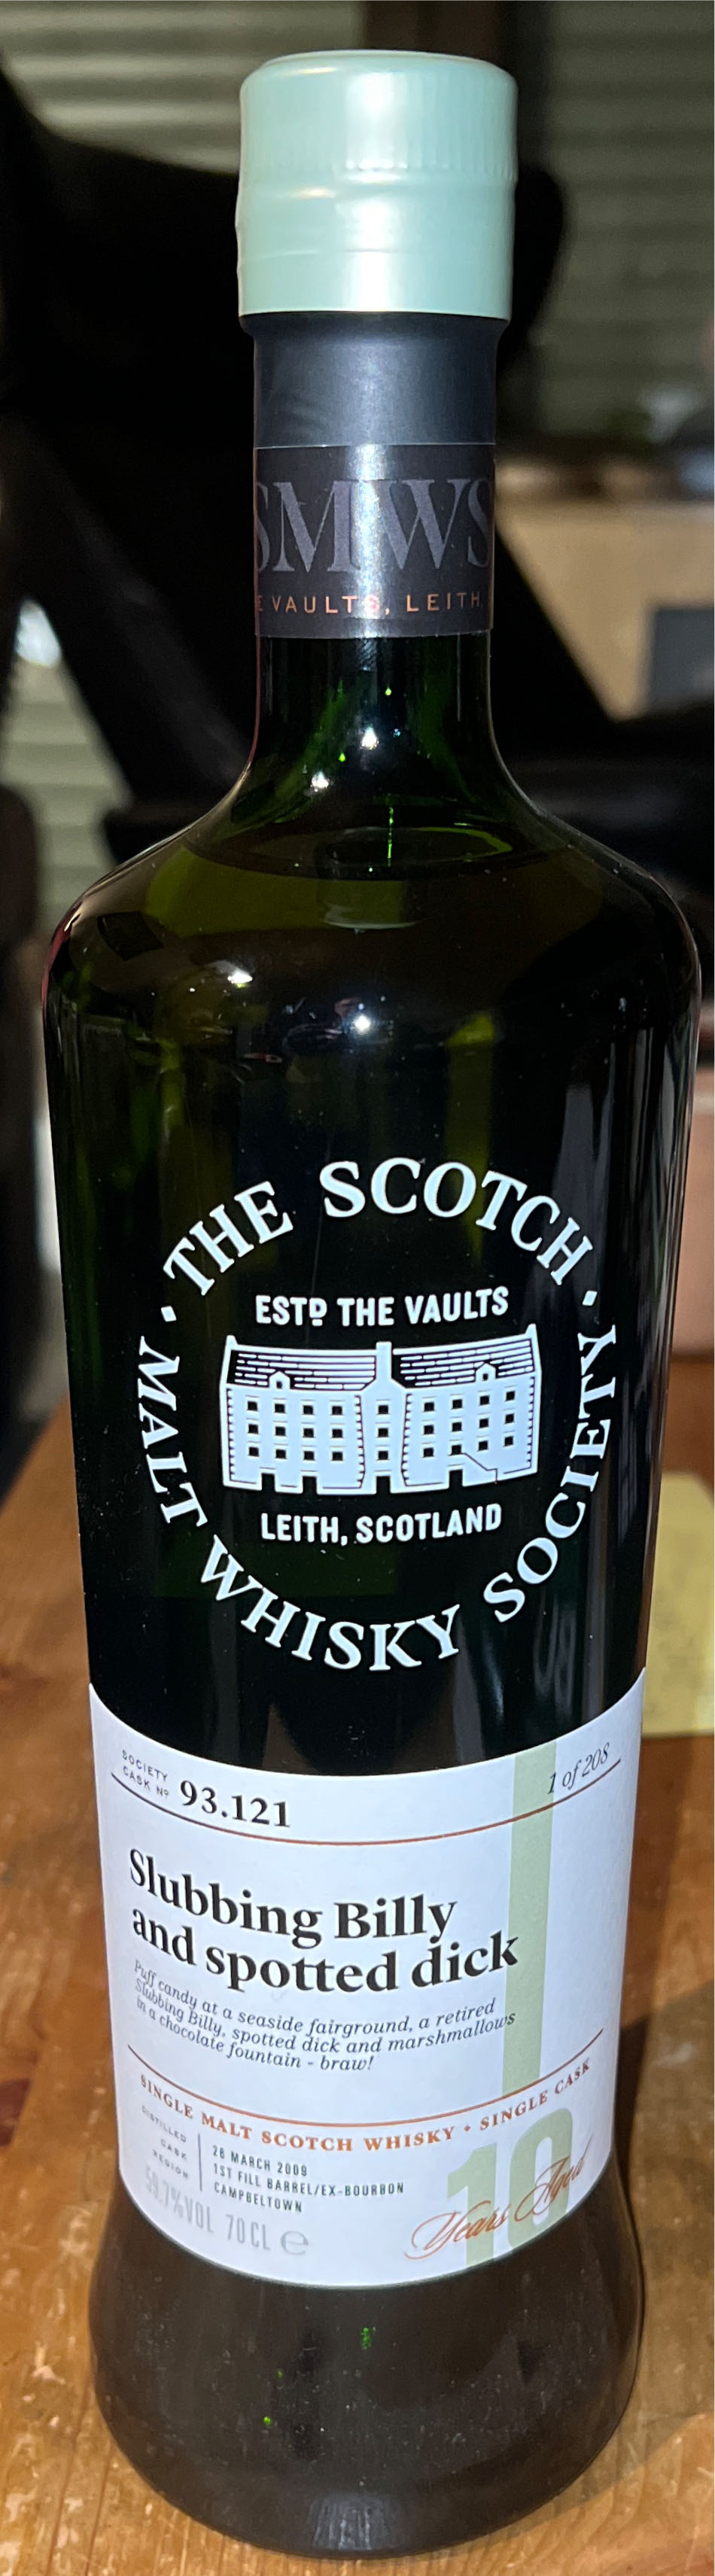 SMWS
E VAULTS, LEITH,
THE SCOTCH
ESTD THE VAULTS
LEITH, SCOTLAND
• MALT WHISKY SOCIETY •
SOCIETY
CASK Nº 93.121
1 of 208
Slubbing Billy
and spotted dick
Puff candy at a seaside fairground, a retired
Slubbing Billy, spotted dick and marshmallows
in a chocolate fountain - braw!
SINGLE MALT SCOTCH WHISKY • SINGLE CASK
DISTILLED 26 MARCH 2009
CASK 1ST FILL BARREL/EX-BOURBON
REGION CAMPBELTOWN
59.7%VOL 70CL e
10
Years Aged